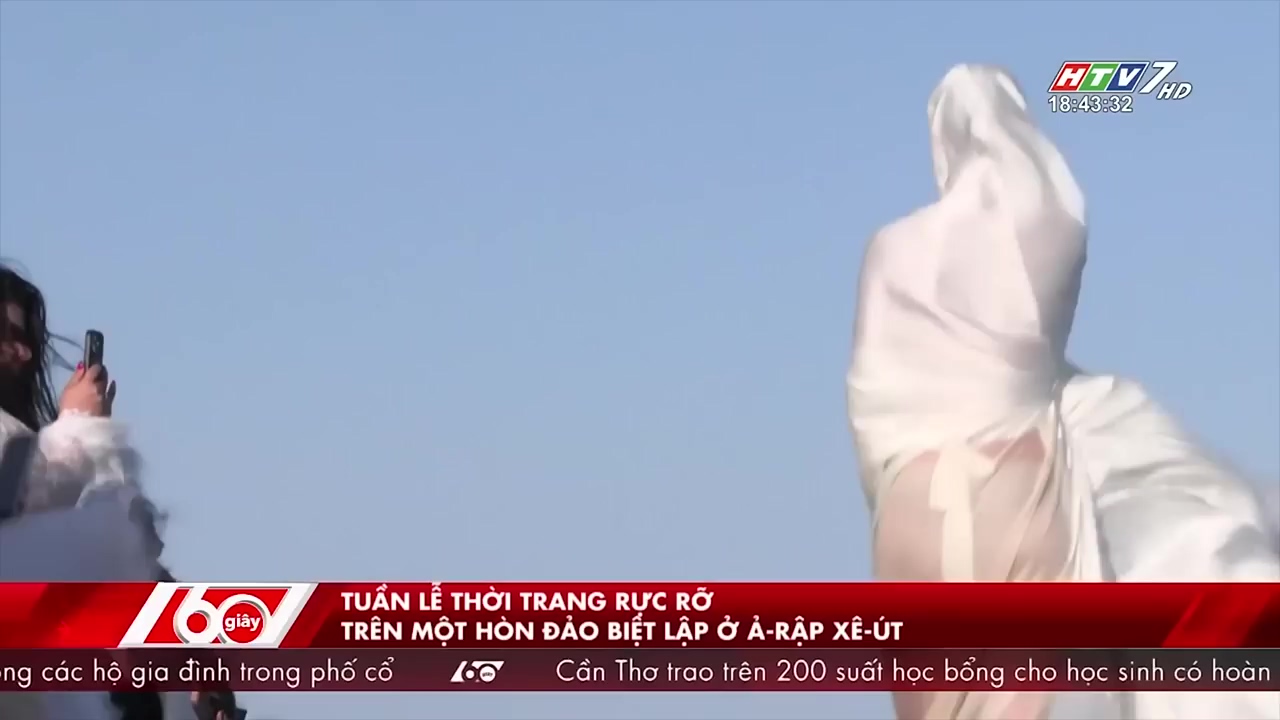 HTV7 HD
18:43:32
60 giây
TUẦN LỄ THỜI TRANG RỰC RỠ
TRÊN MỘT HÒN ĐẢO BIỆT LẬP Ở Ả-RẬP XÊ-ÚT
các hộ gia đình trong phố cổ
60 giây
Cần Thơ trao trên 200 suất học bổng cho học sinh có hoàn